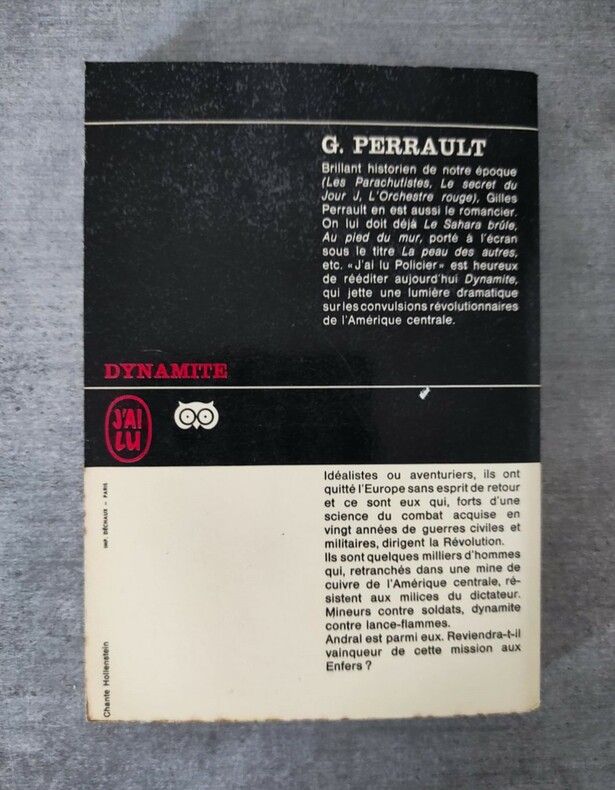 G. PERRAULT
Brillant historien de notre époque
(Les Parachutistes, Le secret du
Jour J, L'Orchestre rouge), Gilles
Perrault en est aussi le romancier.
On lui doit déjà Le Sahara brûle,
Au pied du mur, porté à l'écran
sous le titre La peau des autres,
etc. «J'ai lu Policier» est heureux
de rééditer aujourd'hui Dynamite,
qui jette une lumière dramatique
sur les convulsions révolutionnaires
de l'Amérique centrale.
DYNAMITE
J'AI
LU
Idéalistes ou aventuriers, ils ont
quitté l'Europe sans esprit de retour
et ce sont eux qui, forts d'une
science du combat acquise en
vingt années de guerres civiles et
militaires, dirigent la Révolution.
Ils sont quelques milliers d'hommes
qui, retranchés dans une mine de
cuivre de l'Amérique centrale, ré-
sistent aux milices du dictateur.
Mineurs contre soldats, dynamite
contre lance-flammes.
Andral est parmi eux. Reviendra-t-il
vainqueur de cette mission aux
Enfers ?
IMP. DÉCHAUX - PARIS
Chante Hollenstein